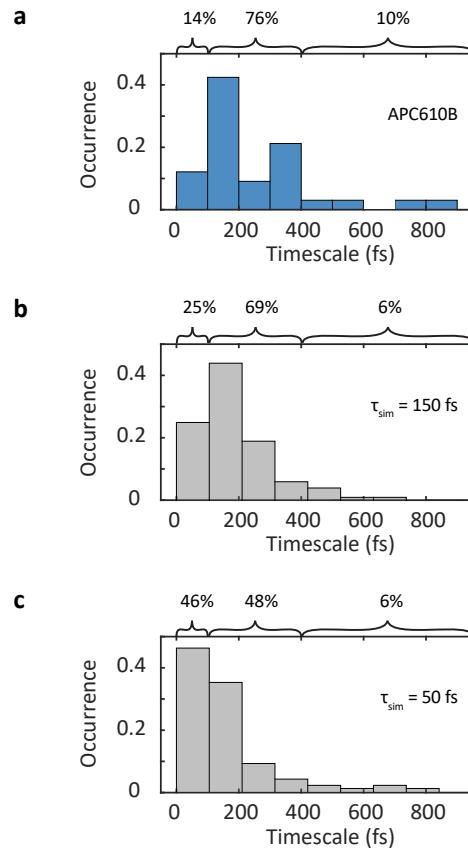 a
14% 76% 10%
0.4
0.2
0
Occurrence
APC610B
0 200 400 600 800
Timescale (fs)
b
25% 69% 6%
0.4
0.2
0
Occurrence
τsim = 150 fs
0 200 400 600 800
Timescale (fs)
c
46% 48% 6%
0.4
0.2
0
Occurrence
τsim = 50 fs
0 200 400 600 800
Timescale (fs)